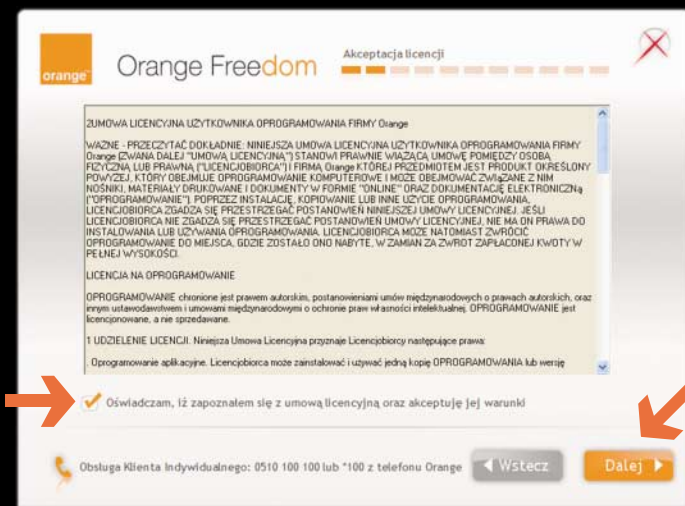 orange™
Orange Freedom
Akceptacja licencji
2UMOWA LICENCYJNA UŻYTKOWNIKA OPROGRAMOWANIA FIRMY Orange
WAŻNE - PRZECZYTAĆ DOKŁADNIE: NINIEJSZA UMOWA LICENCYJNA UŻYTKOWNIKA OPROGRAMOWANIA FIRMY
Orange (ZWANA DALEJ "UMOWĄ LICENCYJNĄ") STANOWI PRAWNIE WIĄŻĄCĄ UMOWĘ POMIĘDZY OSOBĄ
FIZYCZNĄ LUB PRAWNĄ ("LICENCJOBIORCA") I FIRMĄ Orange KTÓREJ PRZEDMIOTEM JEST PRODUKT OKREŚLONY
POWYŻEJ, KTÓRY OBEJMUJE OPROGRAMOWANIE KOMPUTEROWE I MOŻE OBEJMOWAĆ ZWIĄZANE Z NIM
NOŚNIKI, MATERIAŁY DRUKOWANE I DOKUMENTY W FORMIE "ONLINE" ORAZ DOKUMENTACJĘ ELEKTRONICZNą
("OPROGRAMOWANIE"). POPRZEZ INSTALACJĘ, KOPIOWANIE LUB INNE UŻYCIE OPROGRAMOWANIA,
LICENCJOBIORCA ZGADZA SIĘ PRZESTRZEGAĆ POSTANOWIEŃ NINIEJSZEJ UMOWY LICENCYJNEJ. JEŚLI
LICENCJOBIORCA NIE ZGADZA SIĘ PRZESTRZEGAĆ POSTANOWIEŃ UMOWY LICENCYJNEJ, NIE MA ON PRAWA DO
INSTALOWANIA LUB UŻYWANIA OPROGRAMOWANIA. LICENCJOBIORCA MOŻE NATOMIAST ZWRÓCIĆ
OPROGRAMOWANIE DO MIEJSCA, GDZIE ZOSTAŁO ONO NABYTE, W ZAMIAN ZA ZWROT ZAPŁACONEJ KWOTY W
PEŁNEJ WYSOKOŚCI.
LICENCJA NA OPROGRAMOWANIE
OPROGRAMOWANIE chronione jest prawem autorskim, postanowieniami umów międzynarodowych o prawach autorskich, oraz
innym ustawodawstwem i umowami międzynarodowymi o ochronie praw własności intelektualnej. OPROGRAMOWANIE jest
licencjonowane, a nie sprzedawane.
1 UDZIELENIE LICENCJI. Niniejsza Umowa Licencyjna przyznaje Licencjobiorcy następujące prawa:
. Oprogramowanie aplikacyjne. Licencjobiorca może zainstalować i używać jedną kopię OPROGRAMOWANIA lub wersję
Oświadczam, iż zapoznałem się z umową licencyjną oraz akceptuję jej warunki
Obsługa Klienta Indywidualnego: 0510 100 100 lub *100 z telefonu Orange
Wstecz
Dalej